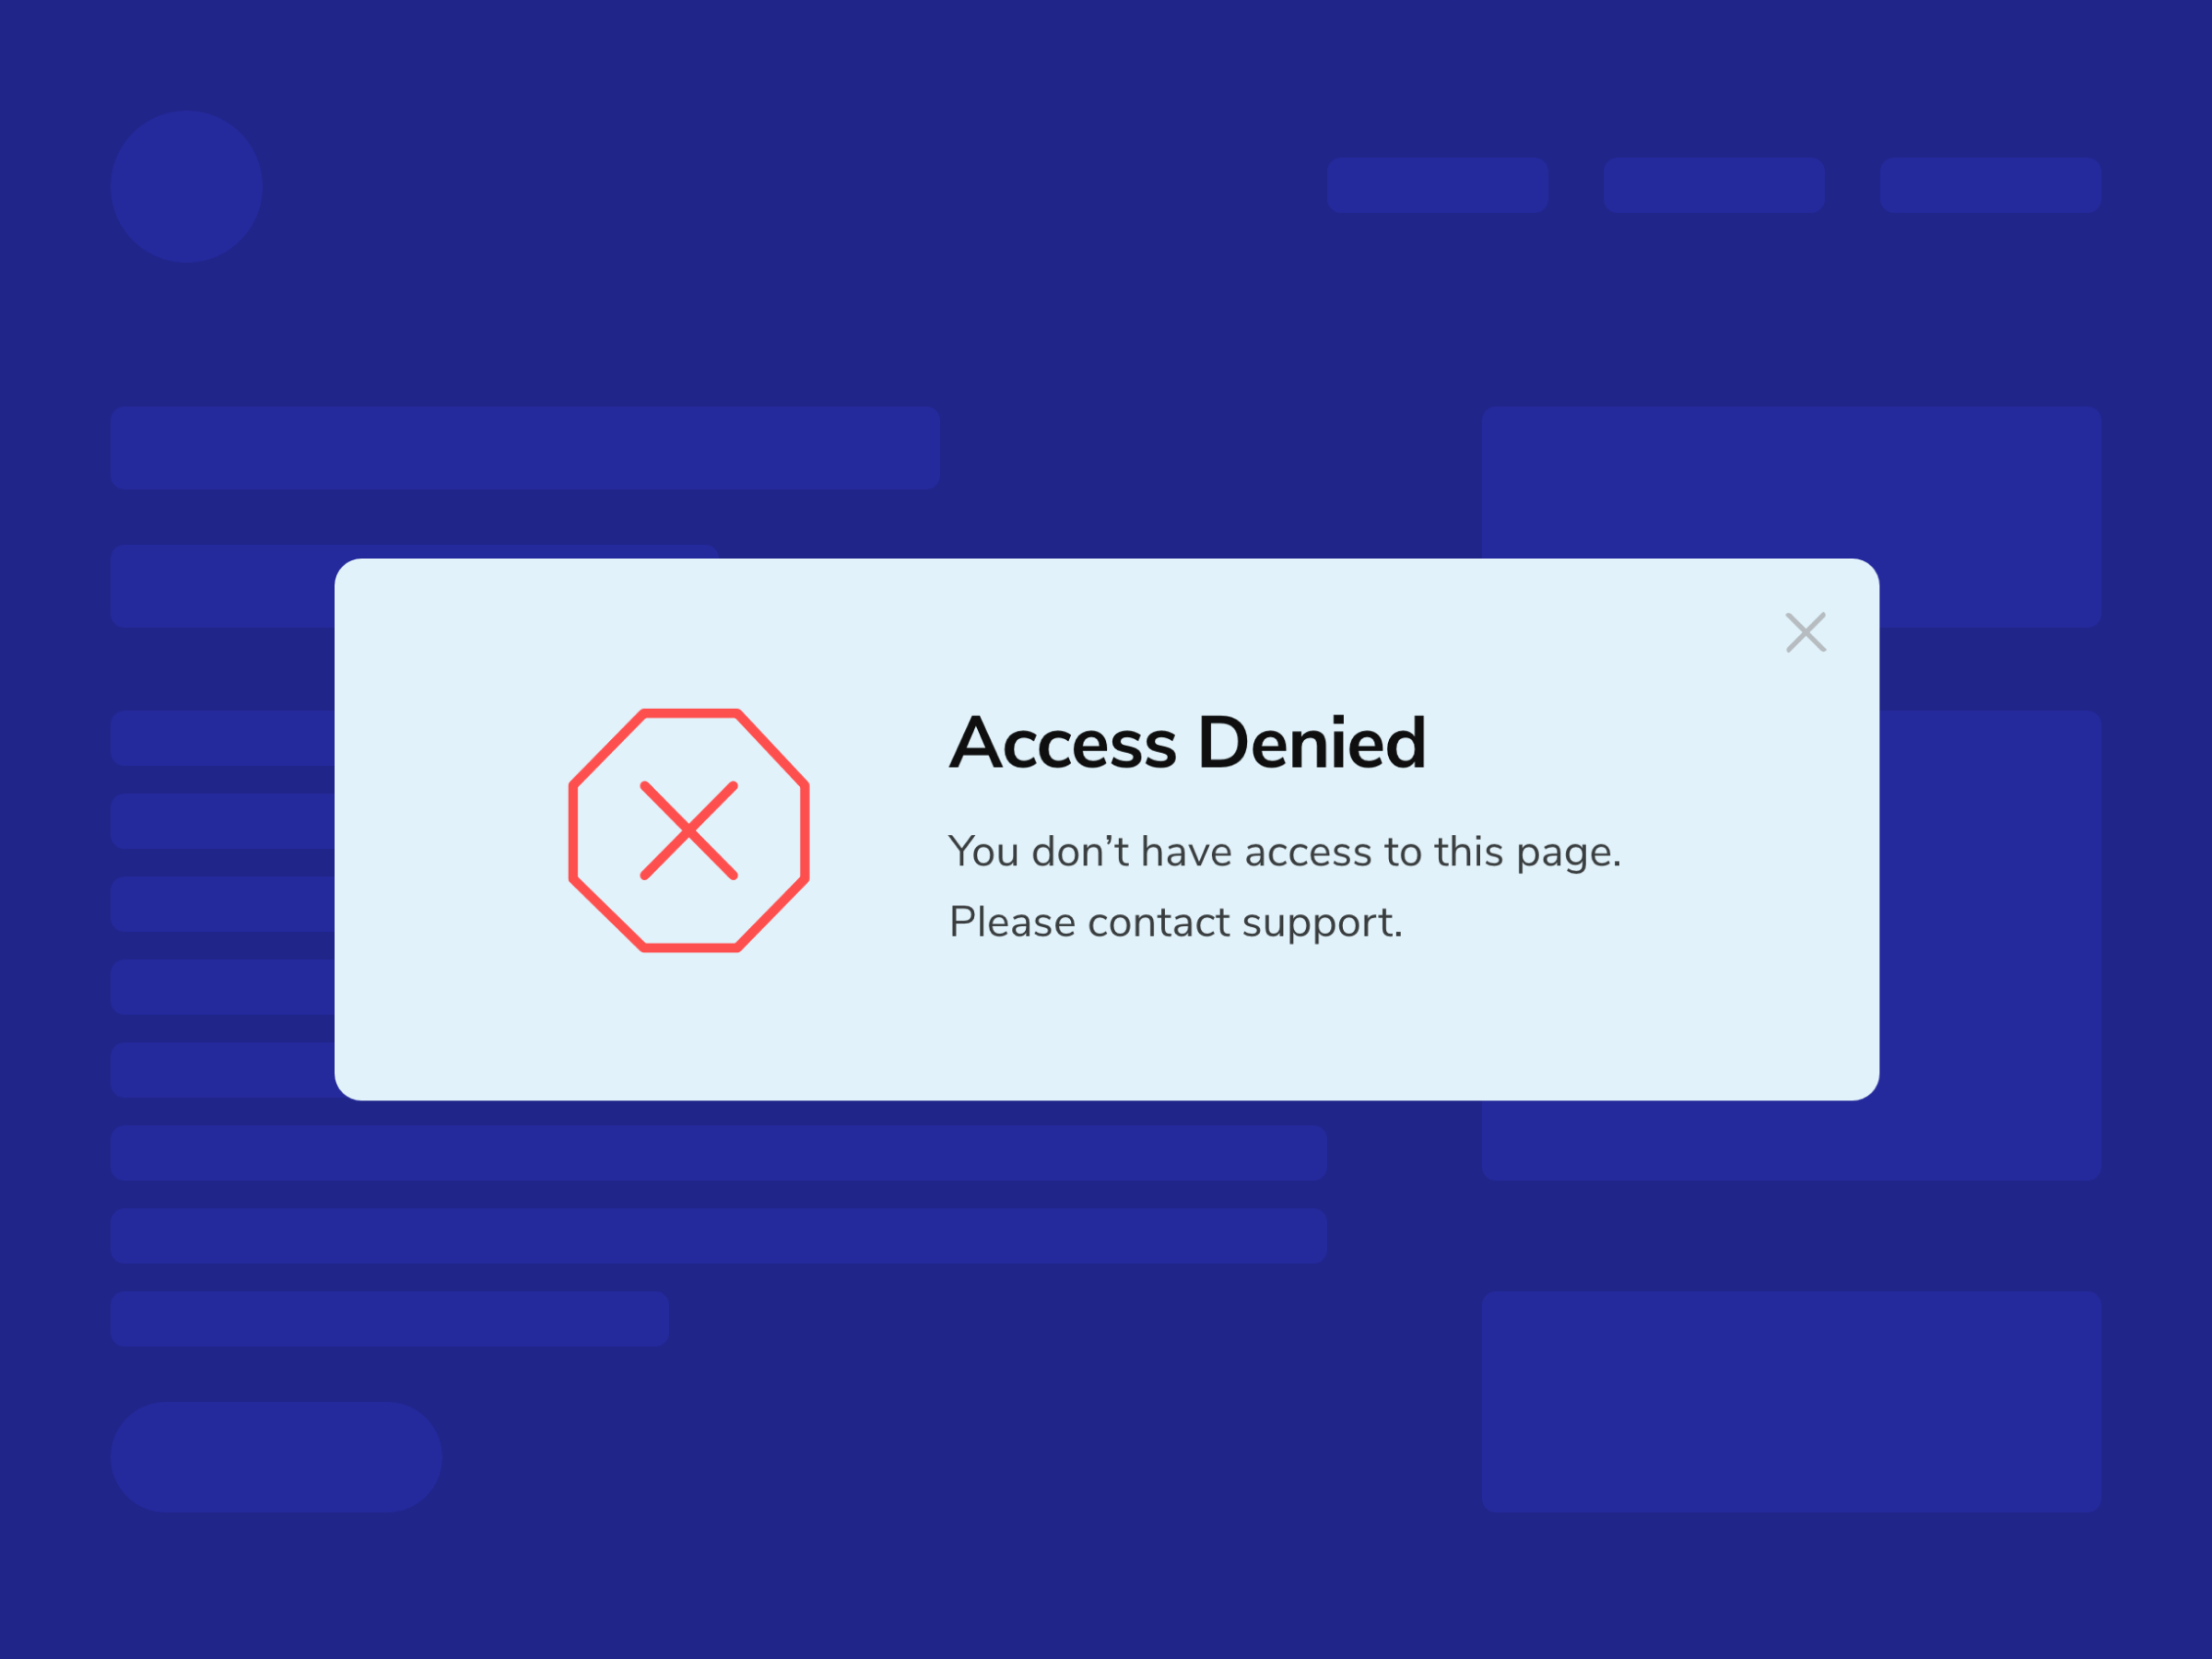 Access Denied
You don’t have access to this page.
Please contact support.